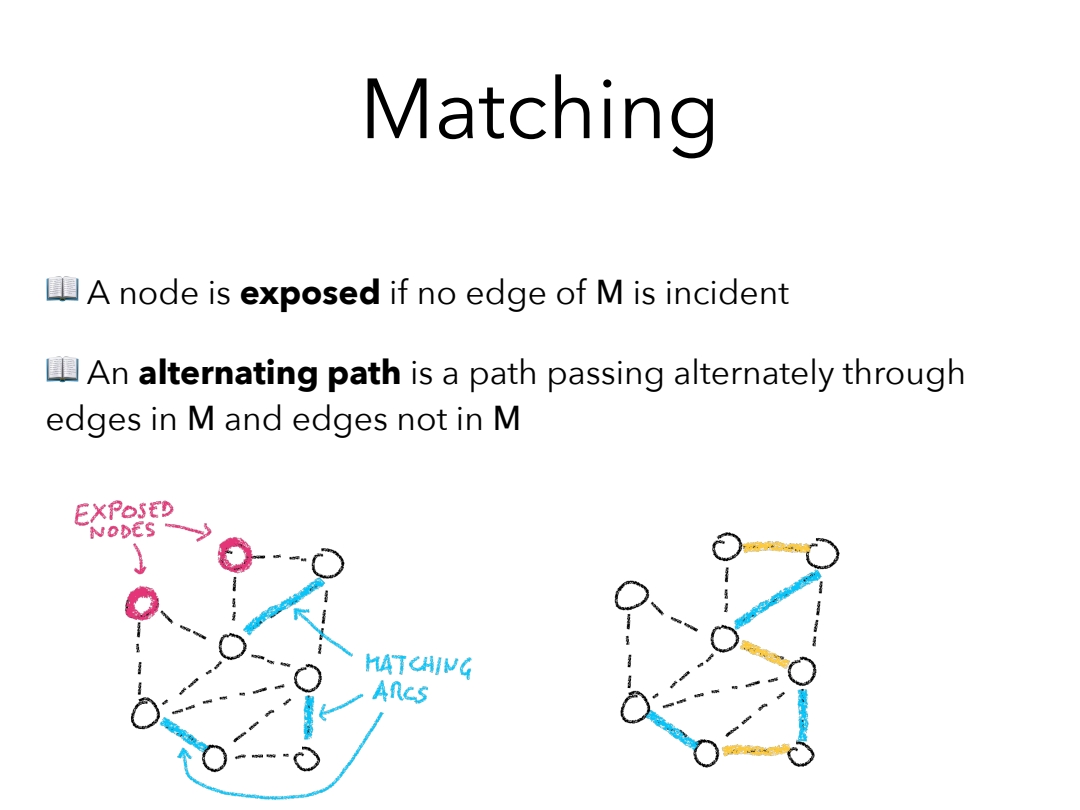 Matching
📖 A node is exposed if no edge of M is incident
📖 An alternating path is a path passing alternately through
edges in M and edges not in M
EXPOSED
NODES
MATCHING
ARCS